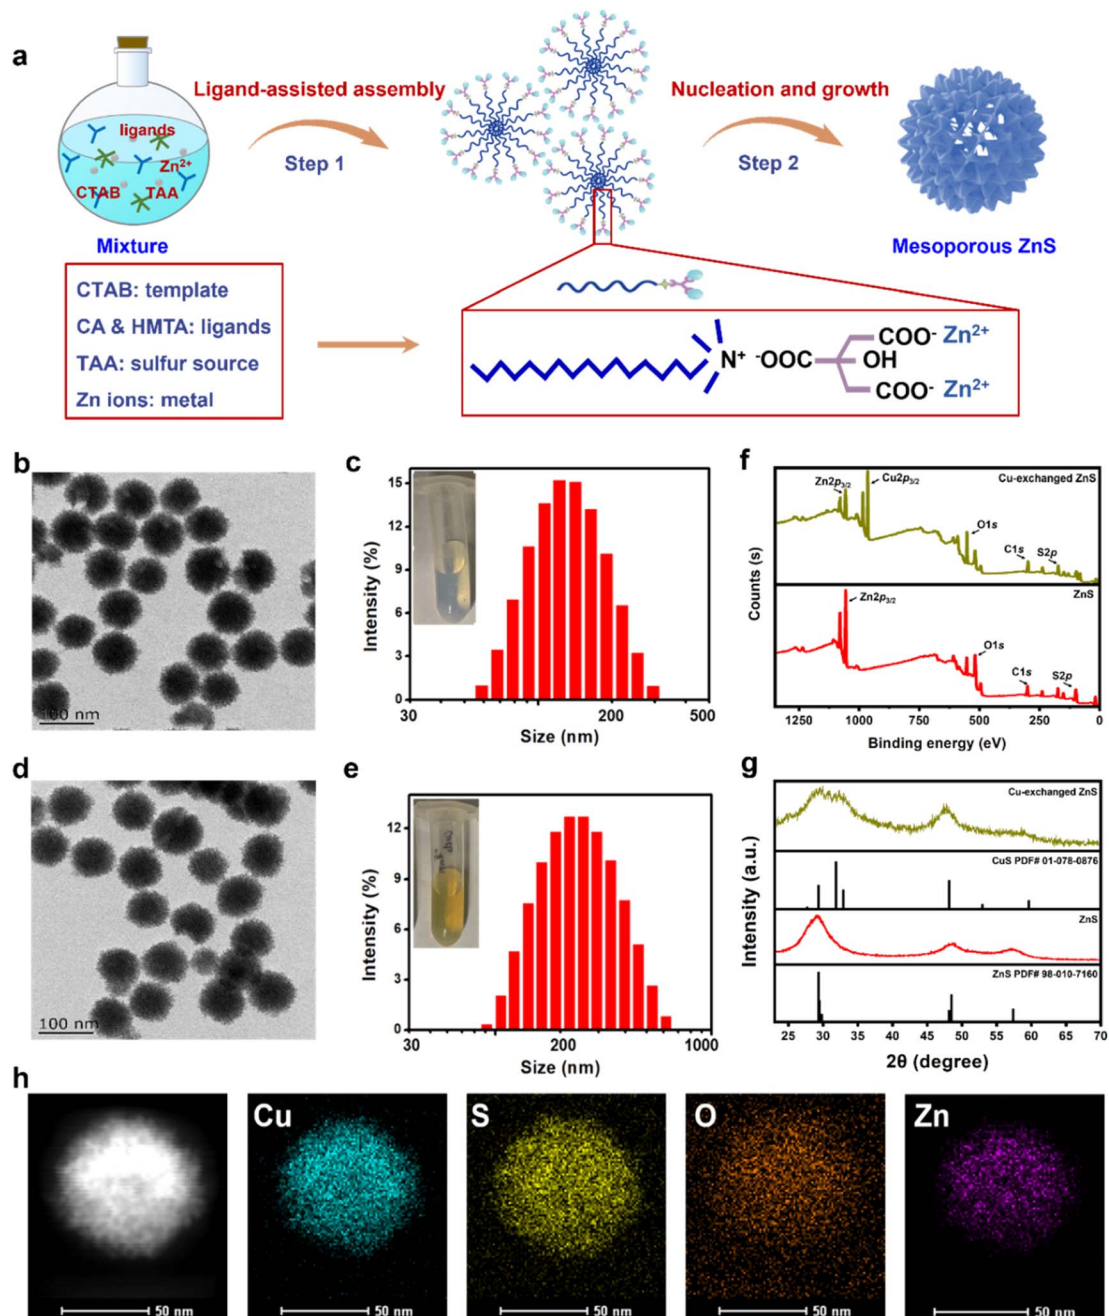 a
Ligand-assisted assembly
Step 1
Nucleation and growth
Step 2
ligands
Zn²⁺
CTAB
TAA
Mixture
Mesoporous ZnS
CTAB: template
CA & HMTA: ligands
TAA: sulfur source
Zn ions: metal
N⁺ ⁻OOC
OH
COO⁻ Zn²⁺
COO⁻ Zn²⁺
b
100 nm
c
Intensity (%)
15
12
9
6
3
0
30 200 500
Size (nm)
f
Counts (s)
Cu-exchanged ZnS
Zn2p3/2
Cu2p3/2
O1s
C1s
S2p
ZnS
Zn2p3/2
O1s
C1s
S2p
1250 1000 750 500 250 0
Binding energy (eV)
d
100 nm
e
Intensity (%)
12
9
6
3
0
30 200 1000
Size (nm)
g
Intensity (a.u.)
Cu-exchanged ZnS
CuS PDF# 01-078-0876
ZnS
ZnS PDF# 98-010-7160
25 30 35 40 45 50 55 60 65 70
2θ (degree)
h
Cu
S
O
Zn
50 nm
50 nm
50 nm
50 nm
50 nm